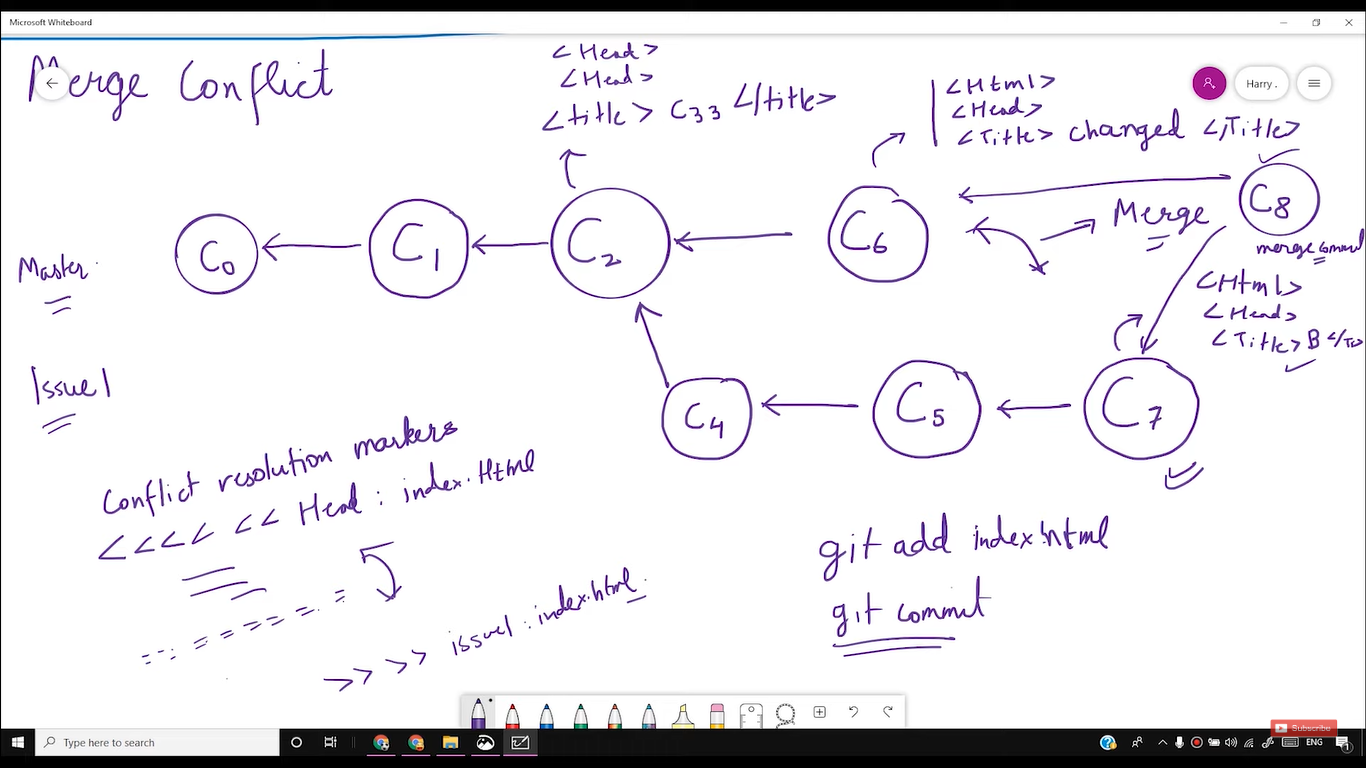 Microsoft Whiteboard
Merge Conflict
<Head>
<Head>
<title> C33 </title>
<Html>
<Head>
<Title> changed </Title>
Harry .
Master
C0
C1
C2
C6
Merge
C8
merge commit
<Html>
<Head>
<Title> B </Ti>
Issue1
C4
C5
C7
Conflict resolution markers
<<<< << Head : index.Html
=======
>>>> issue1 : index.html
git add index.html
git commit
Subscribe
Type here to search
ENG
1